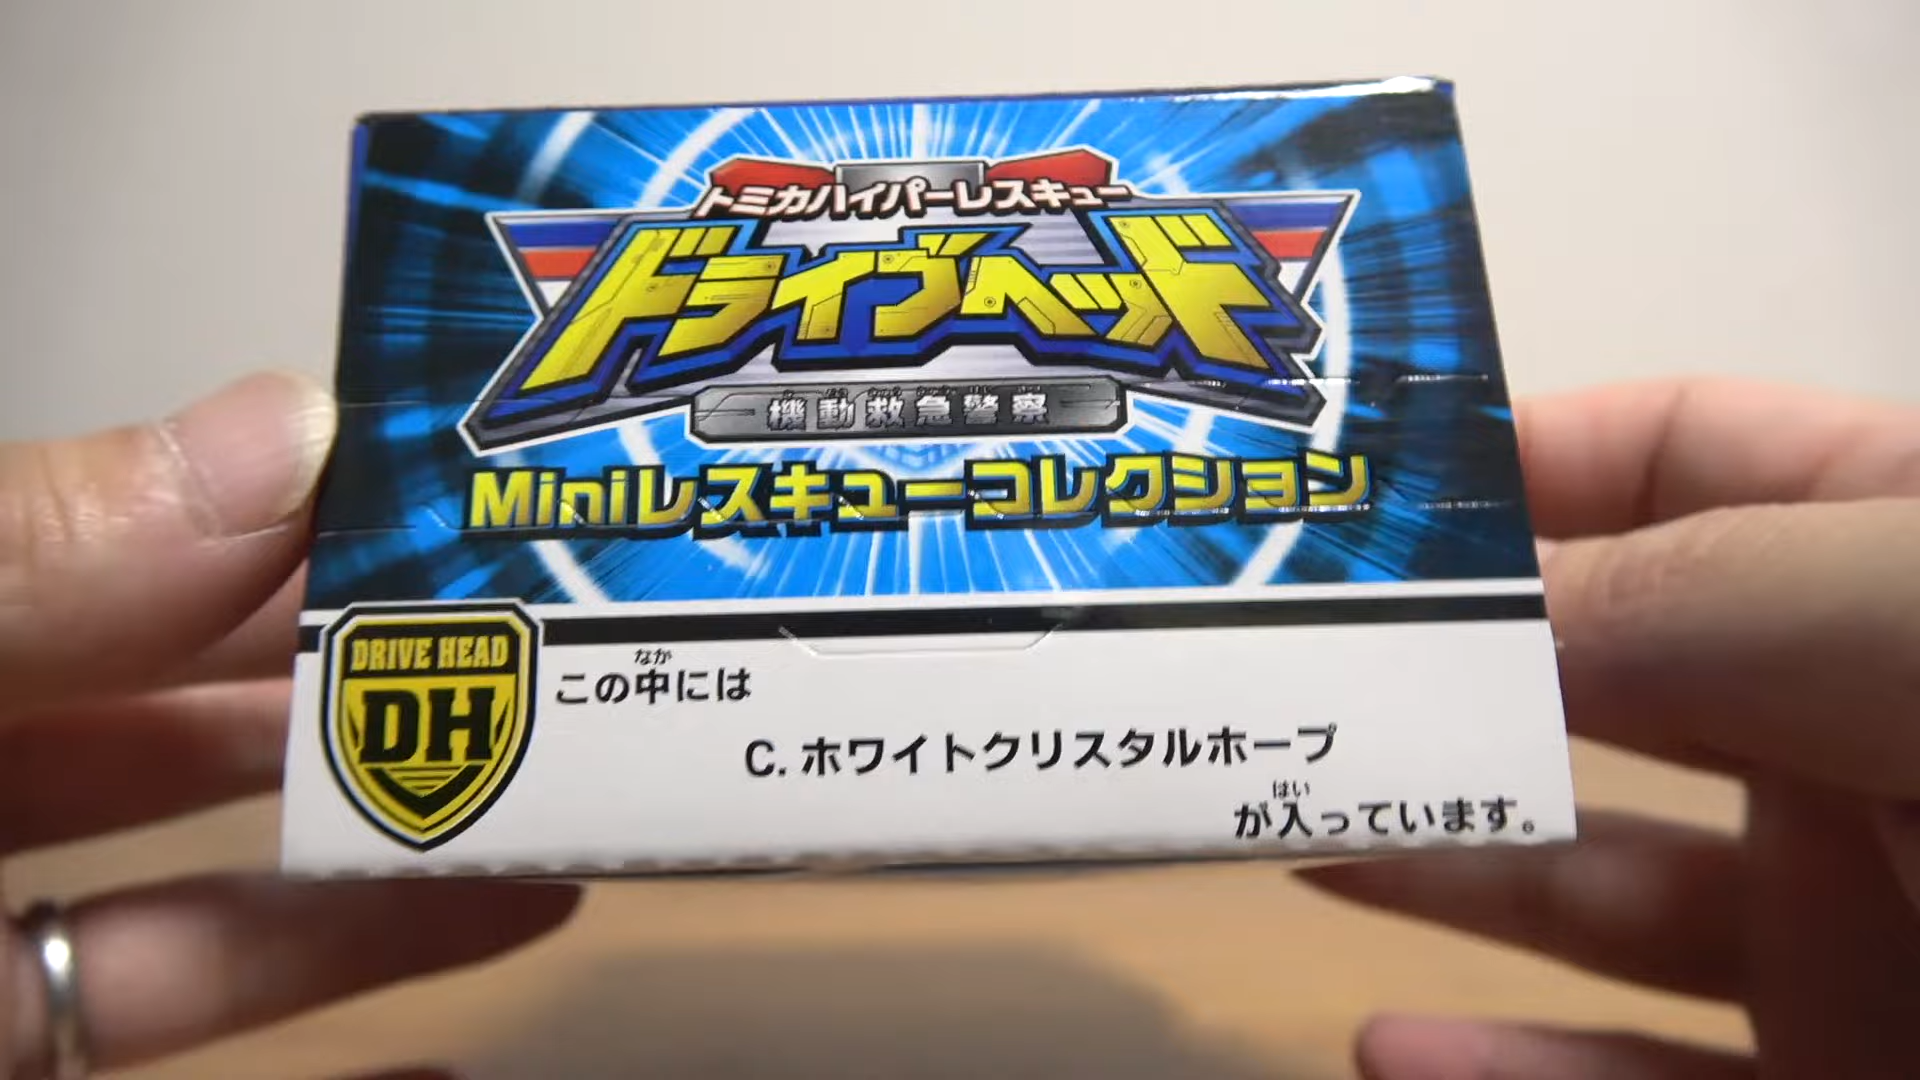 トミカハイパーレスキュー
ドライブヘッド
機動救急警察
Miniレスキューコレクション
DRIVE HEAD
DH
なか
この中には
C. ホワイトクリスタルホープ
はい
が入っています。